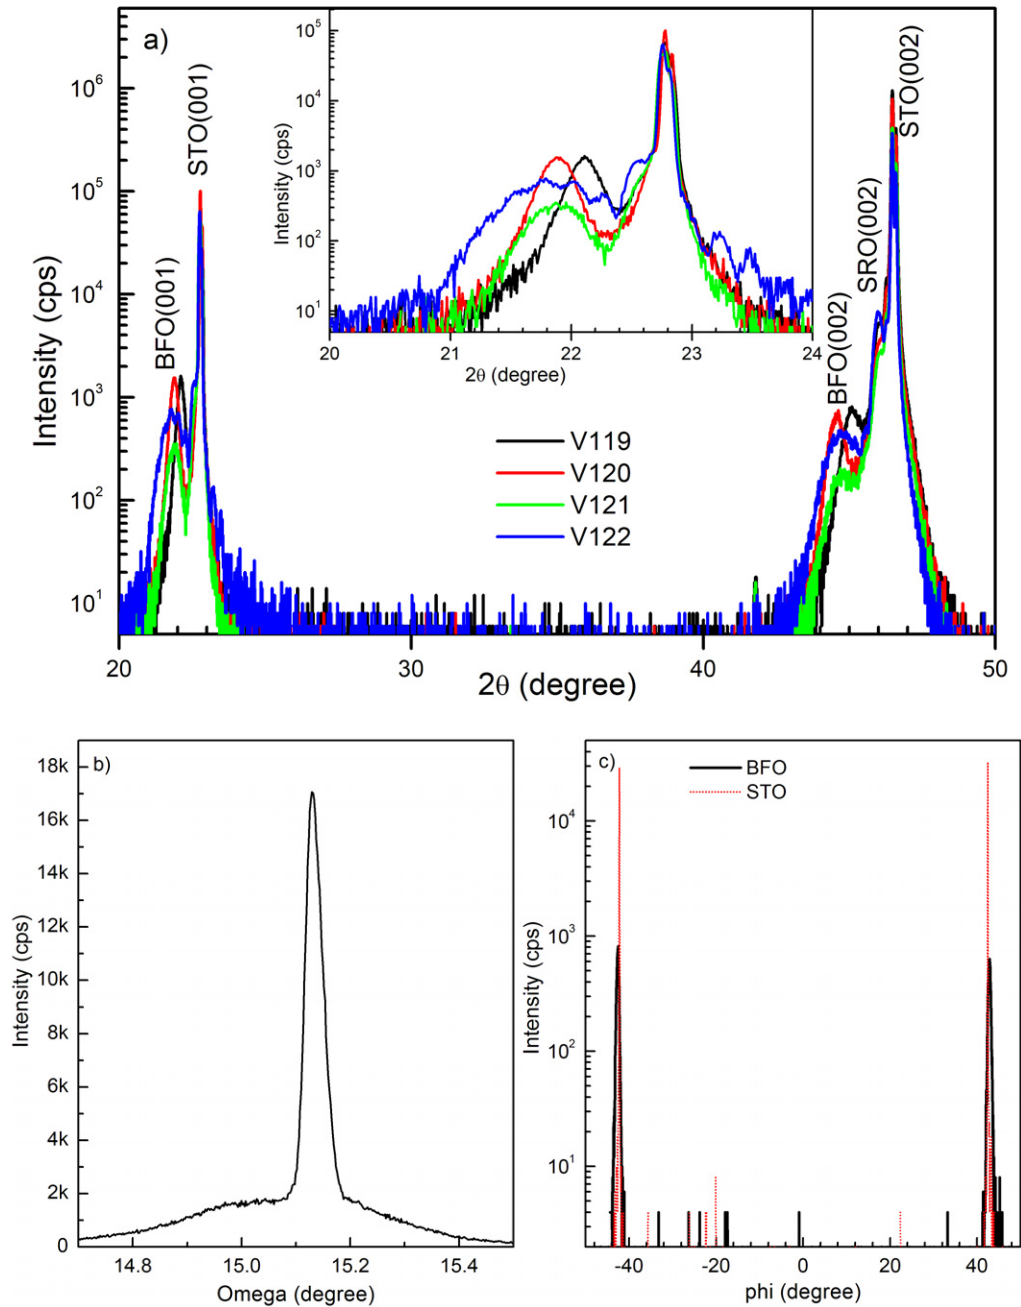 a)
10⁶
10⁵
10⁴
10³
10²
10¹
Intensity (cps)
20
30
40
50
2θ (degree)
BFO(001)
STO(001)
BFO(002)
SRO(002)
STO(002)
10⁵
10⁴
10³
10²
10¹
Intensity (cps)
20
21
22
23
24
2θ (degree)
V119
V120
V121
V122
b)
18k
16k
14k
12k
10k
8k
6k
4k
2k
0
Intensity (cps)
14.8
15.0
15.2
15.4
Omega (degree)
c)
BFO
STO
10⁴
10³
10²
10¹
Intensity (cps)
-40
-20
0
20
40
phi (degree)